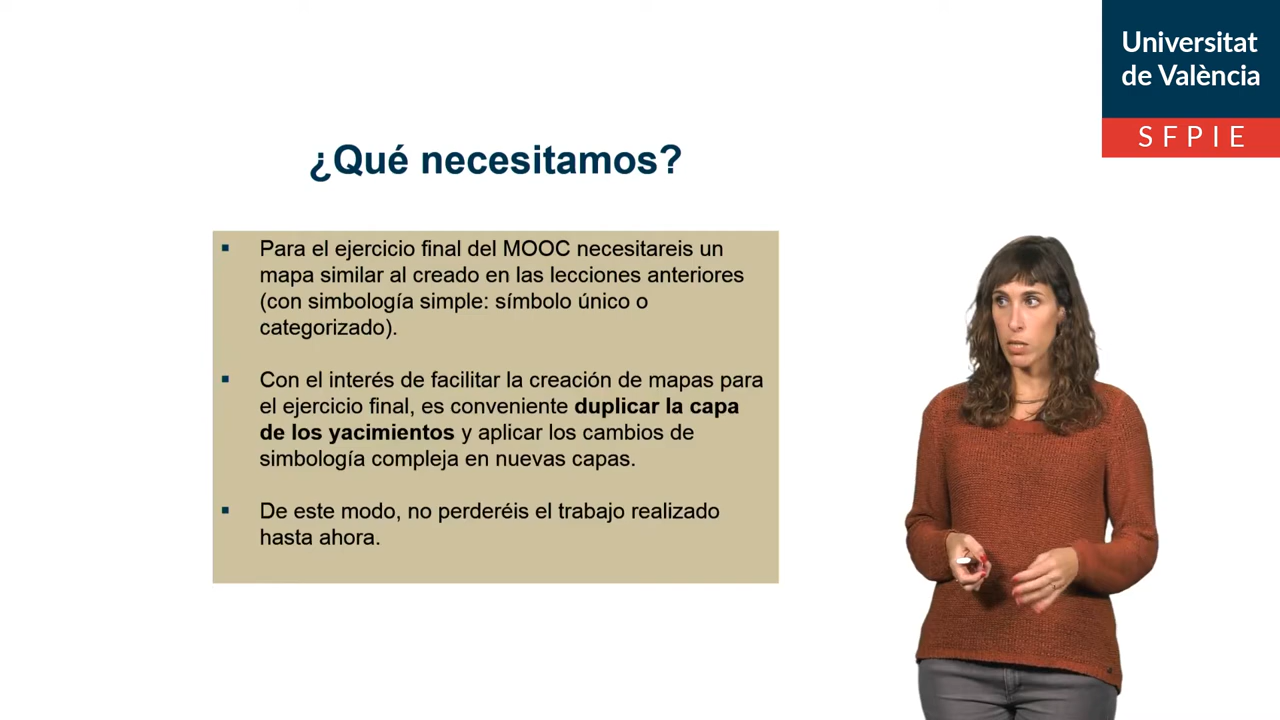 Universitat
de València
SFPIE
¿Qué necesitamos?
Para el ejercicio final del MOOC necesitareis un
mapa similar al creado en las lecciones anteriores
(con simbología simple: símbolo único o
categorizado).
Con el interés de facilitar la creación de mapas para
el ejercicio final, es conveniente duplicar la capa
de los yacimientos y aplicar los cambios de
simbología compleja en nuevas capas.
De este modo, no perderéis el trabajo realizado
hasta ahora.